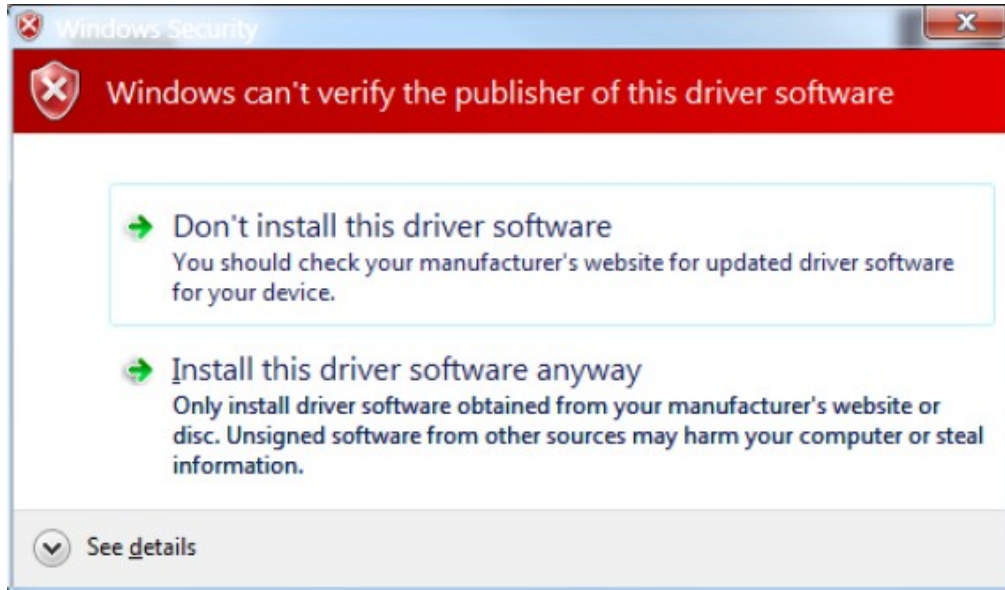 Windows Security
Windows can't verify the publisher of this driver software
Don't install this driver software
You should check your manufacturer's website for updated driver software
for your device.
Install this driver software anyway
Only install driver software obtained from your manufacturer's website or
disc. Unsigned software from other sources may harm your computer or steal
information.
See details